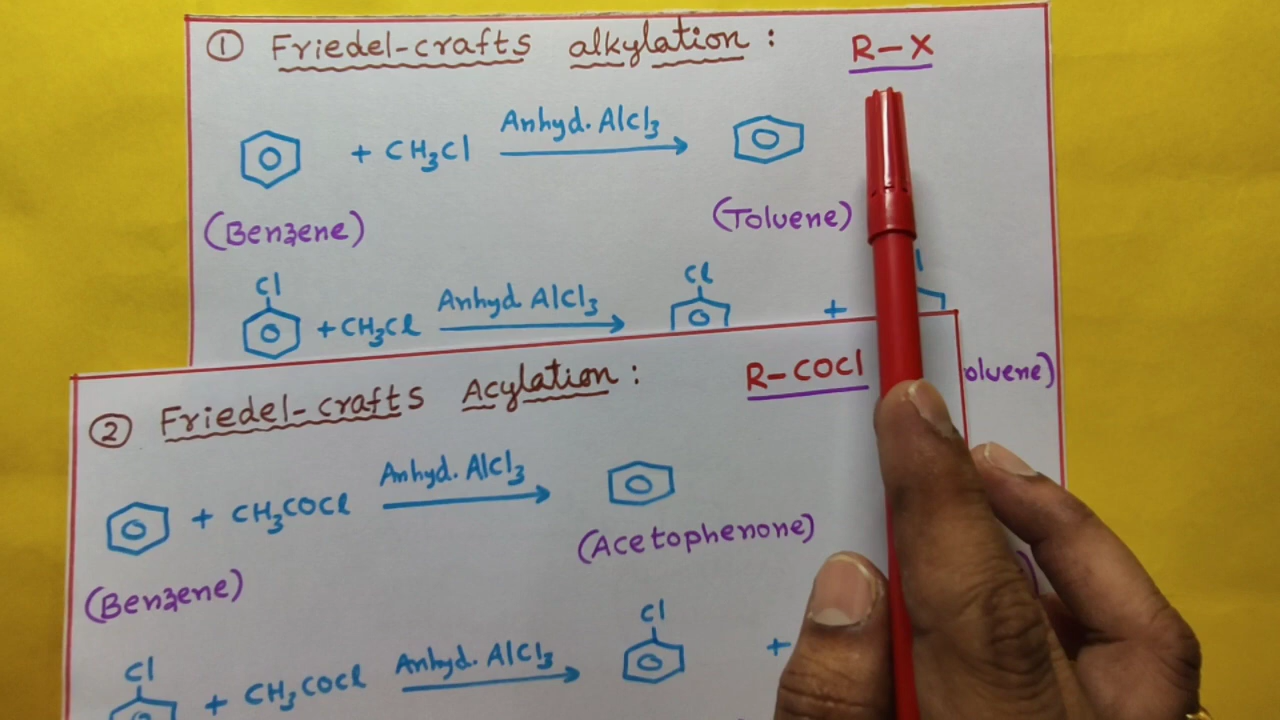 ① Friedel-crafts alkylation : R-X
Anhyd. AlCl3
+ CH3Cl
(Benzene) (Toluene)
Cl Cl
+ CH3Cl Anhyd AlCl3 +
oluene)
② Friedel-crafts Acylation : R-COCl
Anhyd. AlCl3
+ CH3COCl
(Benzene) (Acetophenone)
Cl Cl
+ CH3COCl Anhyd. AlCl3 +